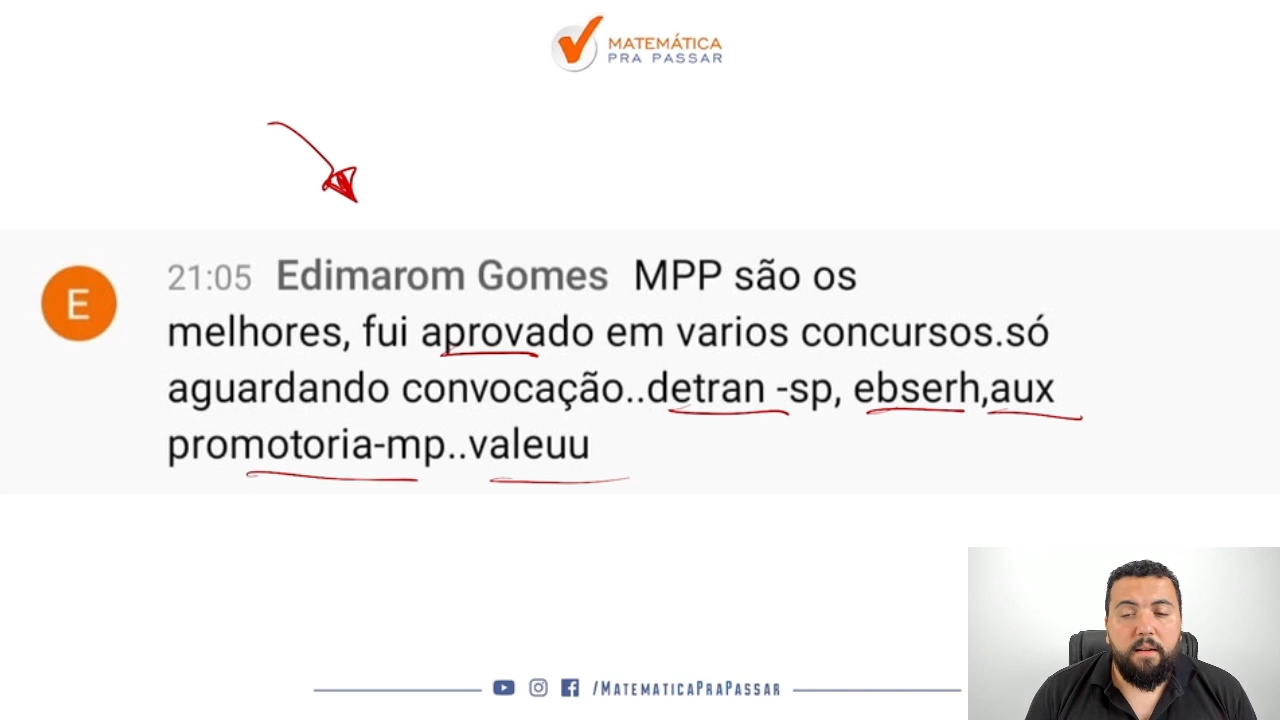 MATEMÁTICA
PRA PASSAR
E
21:05 Edimarom Gomes MPP são os
melhores, fui aprovado em varios concursos.só
aguardando convocação..detran -sp, ebserh,aux
promotoria-mp..valeuu
/MATEMATICAPRAPASSAR